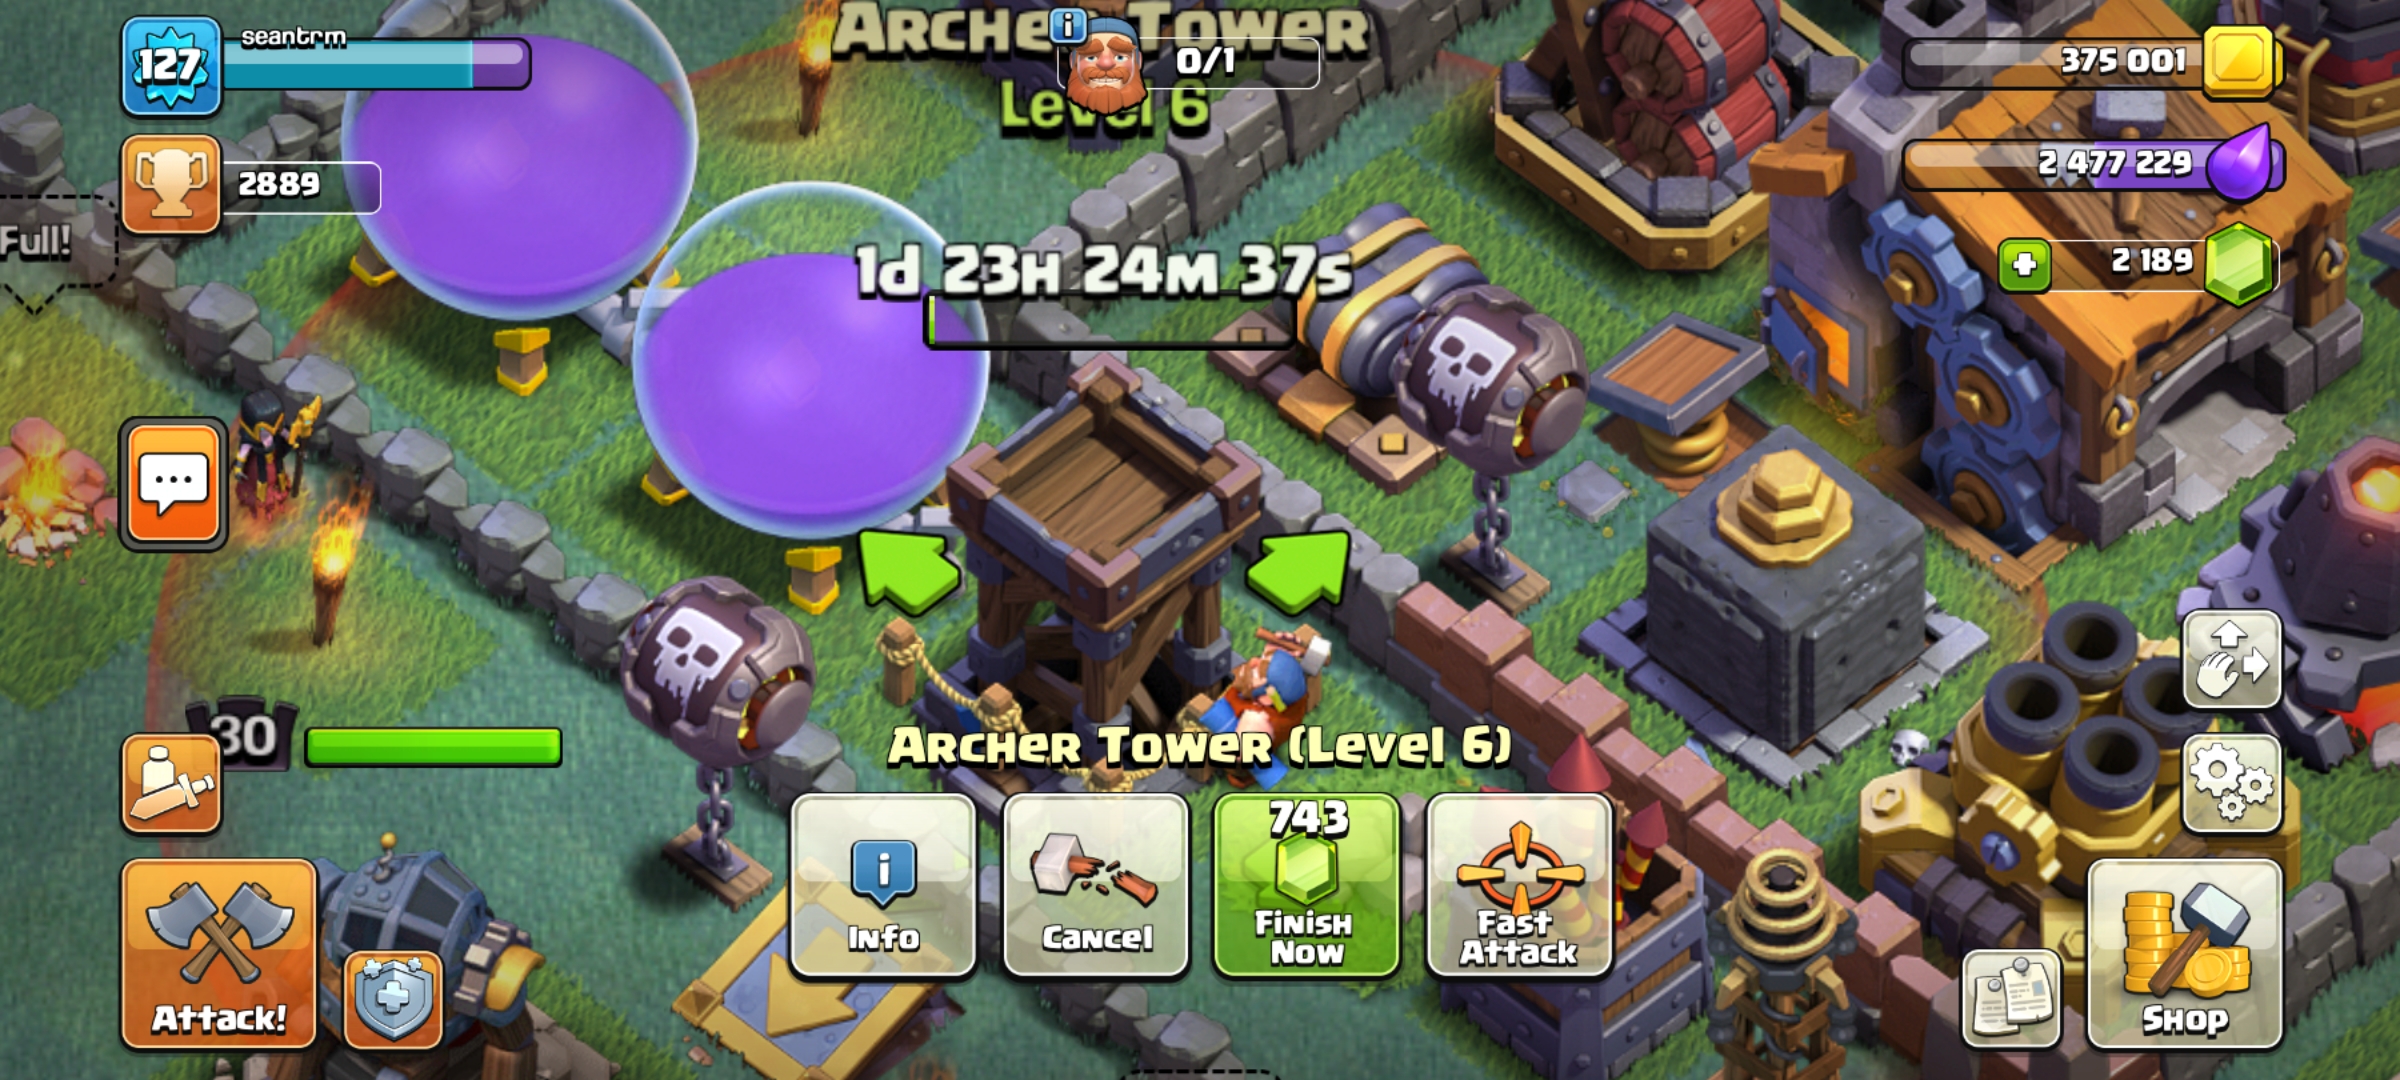 Archer Tower
Level 6
127
seantrm
0/1
375 001
2889
2 477 229
Full!
2 189
1d 23H 24M 37s
30
Archer Tower (Level 6)
Info
Cancel
743
Finish
Now
Fast
Attack
Attack!
Shop